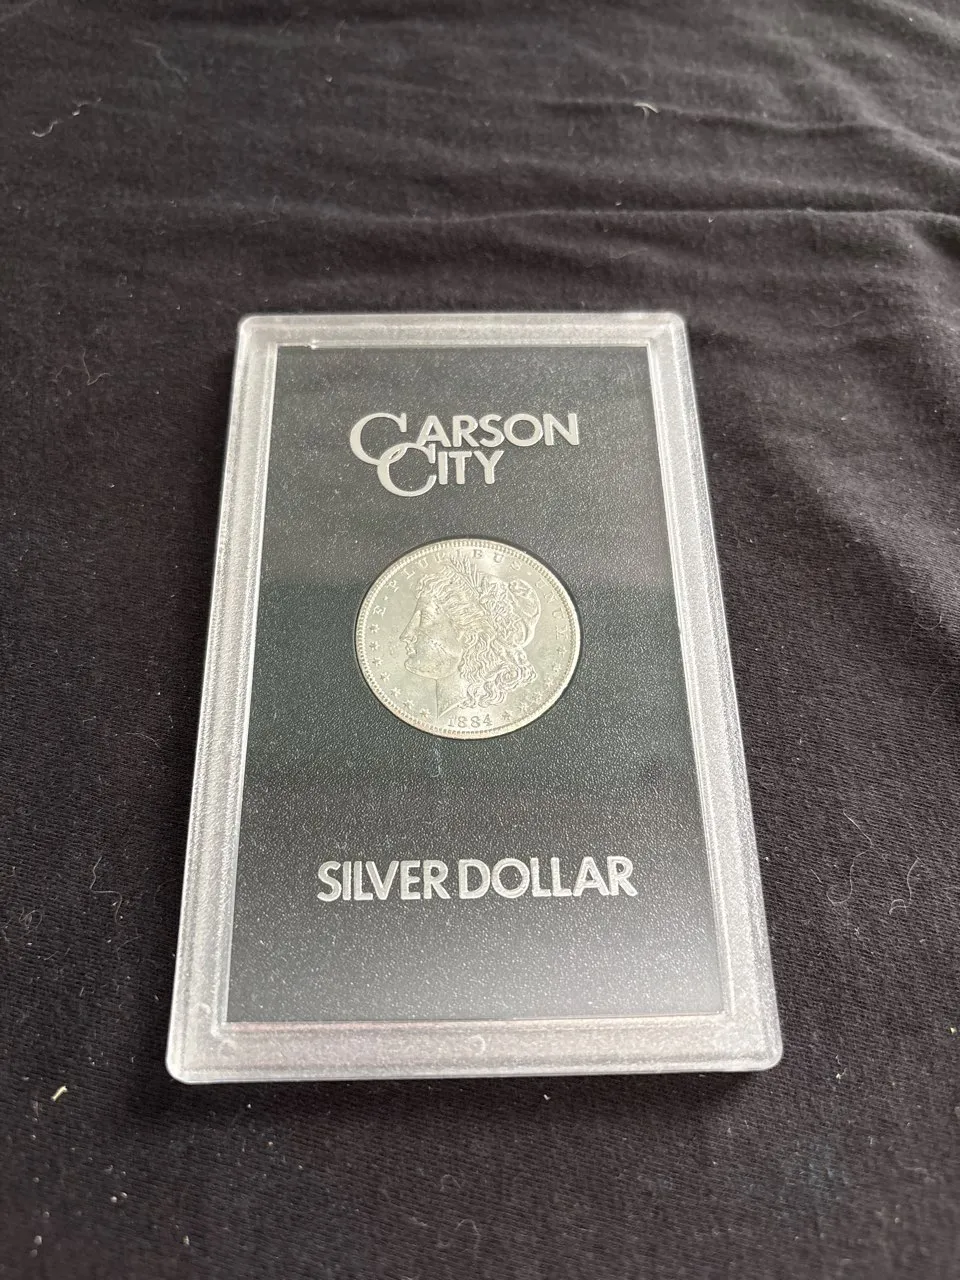 CARSON
CITY
E·PLURIBUS UNUM
1884
SILVER DOLLAR